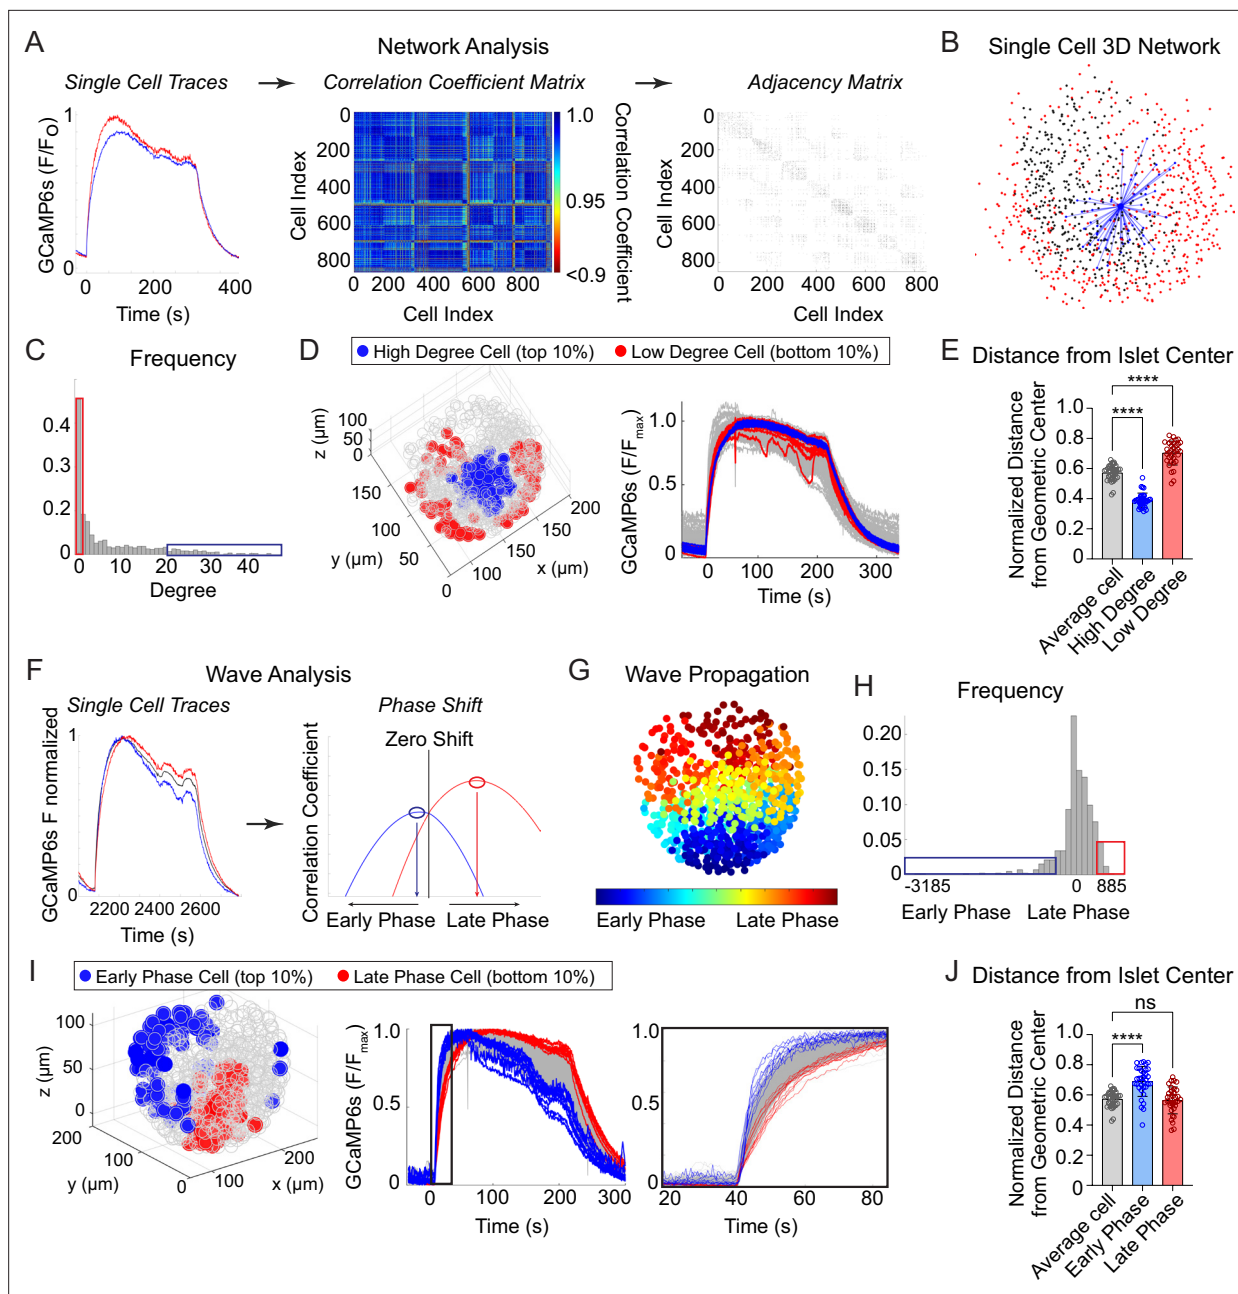 A
Network Analysis
Single Cell Traces
Correlation Coefficient Matrix
Adjacency Matrix
GCaMP6s (F/FO)
1
0
0 200 400
Time (s)
Cell Index
0
200
400
600
800
0 200 400 600 800
Cell Index
1.0
0.95
<0.9
Correlation Coefficient
Cell Index
0
200
400
600
800
0 200 400 600 800
Cell Index
B
Single Cell 3D Network
C
Frequency
0.4
0.3
0.2
0
0 10 20 30 40
Degree
D
High Degree Cell (top 10%) Low Degree Cell (bottom 10%)
z (µm)
100
50
0
150
100
50
0
y (µm)
200
150
150
100
x (µm)
GCaMP6s (F/Fmax)
1.0
0.5
0
0 100 200 300
Time (s)
E
Distance from Islet Center
Normalized Distance
from Geometric Center
1.0
0.8
0.6
0.4
0.2
0
****
****
Average cell
High Degree
Low Degree
F
Wave Analysis
Single Cell Traces
Phase Shift
GCaMP6s F normalized
1
0
2200 2400 2600
Time (s)
Zero Shift
Correlation Coefficient
Early Phase Late Phase
G
Wave Propagation
Early Phase Late Phase
H
Frequency
0.20
0.15
0.10
0.05
0
-3185 0 885
Early Phase Late Phase
I
Early Phase Cell (top 10%) Late Phase Cell (bottom 10%)
z (µm)
100
50
0
200
100
0
y (µm)
200
100
x (µm)
GCaMP6s (F/Fmax)
1.0
0.5
0
0 100 200 300
Time (s)
1.0
0.5
0
20 40 60 80
Time (s)
J
Distance from Islet Center
Normalized Distance
from Geometric Center
1.0
0.8
0.6
0.4
0.2
0
ns
****
Average cell
Early Phase
Late Phase